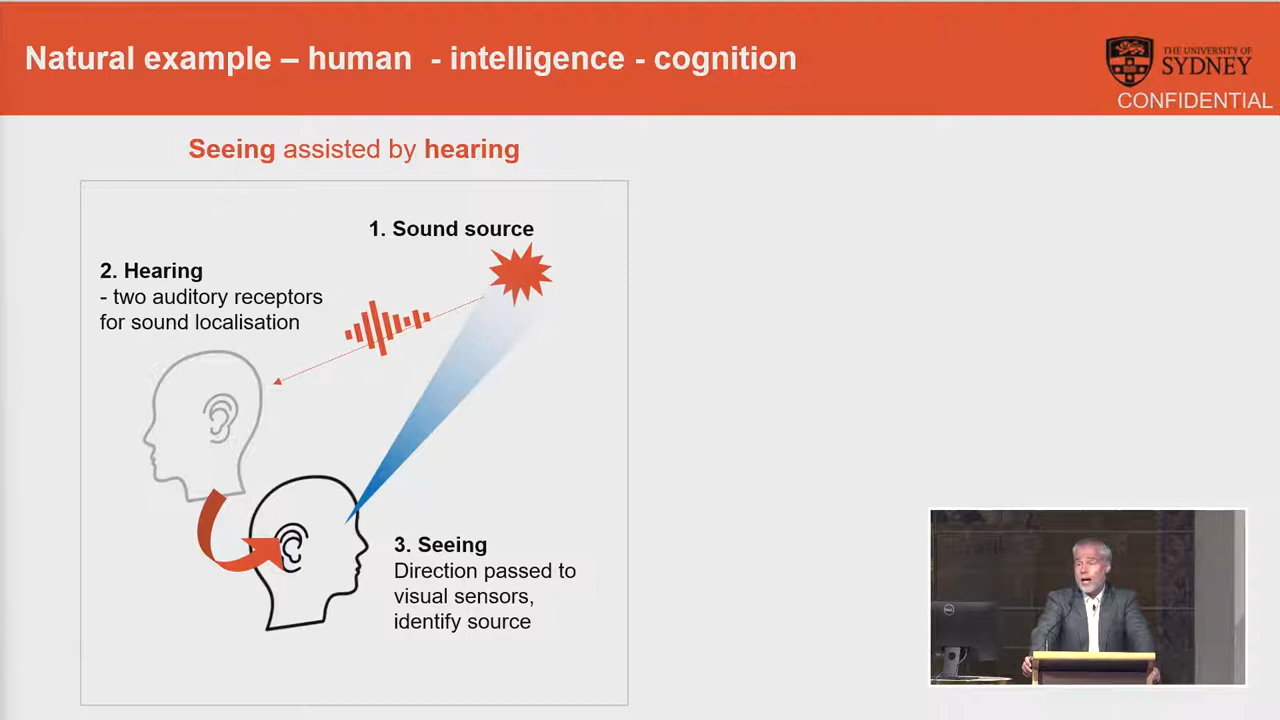 Natural example – human - intelligence - cognition
THE UNIVERSITY OF
SYDNEY
CONFIDENTIAL
Seeing assisted by hearing
1. Sound source
2. Hearing
- two auditory receptors
for sound localisation
3. Seeing
Direction passed to
visual sensors,
identify source